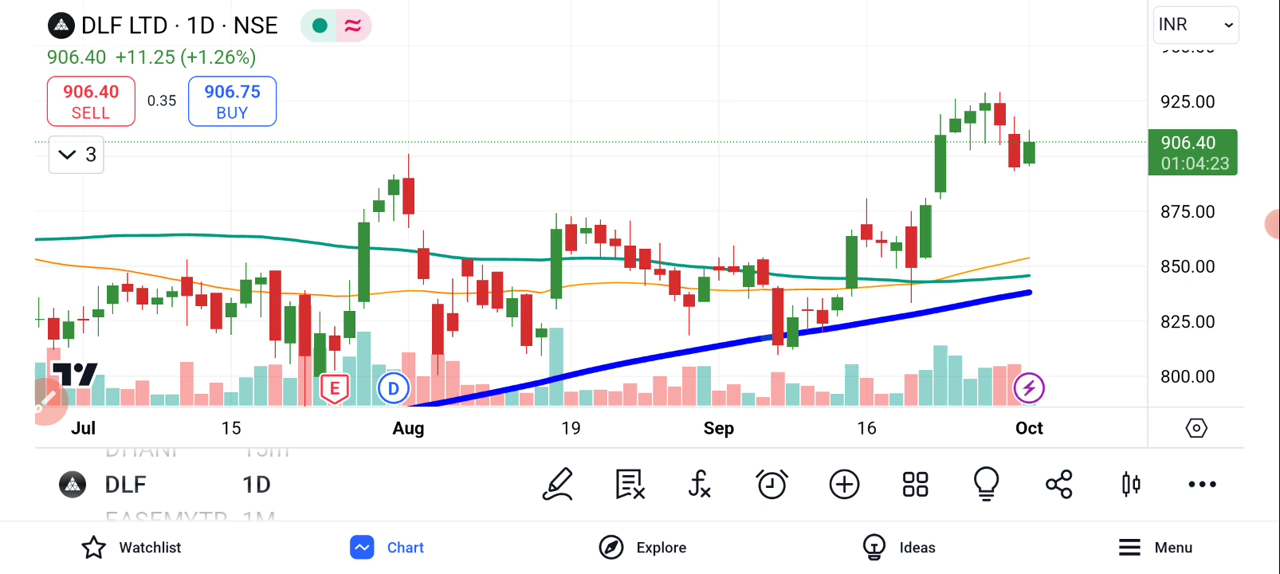 DLF LTD · 1D · NSE
INR
906.40 +11.25 (+1.26%)
906.40
SELL
0.35
906.75
BUY
3
925.00
906.40
01:04:23
875.00
850.00
825.00
800.00
E
D
Jul 15 Aug 19 Sep 16 Oct
DLF 1D
Watchlist
Chart
Explore
Ideas
Menu